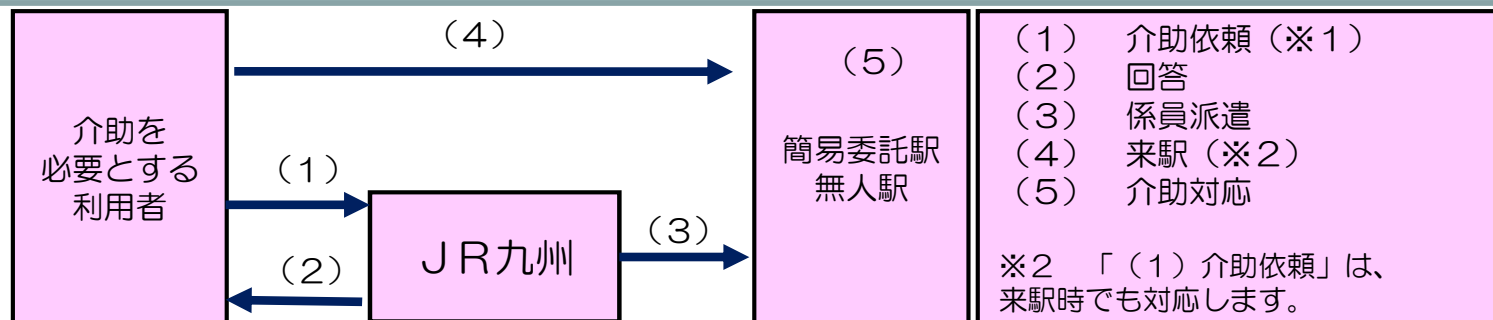 介助を
必要とする
利用者
（4）
（1）
（2）
ＪＲ九州
（3）
（5）
簡易委託駅
無人駅
（1）　介助依頼（※1）
（2）　回答
（3）　係員派遣
（4）　来駅（※2）
（5）　介助対応
※2　「（1）介助依頼」は、
来駅時でも対応します。